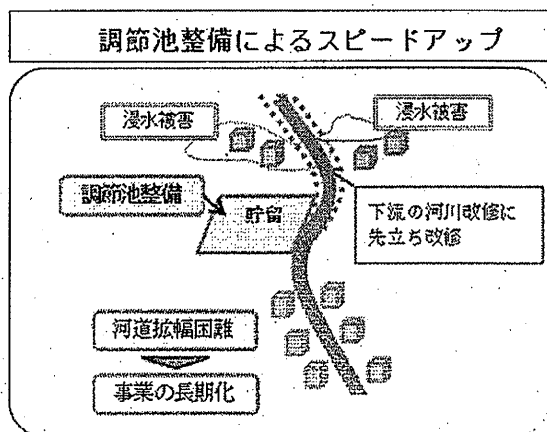 調節池整備によるスピードアップ
浸水被害
浸水被害
調節池整備
貯留
下流の河川改修に
先立ち改修
河道拡幅困難
事業の長期化